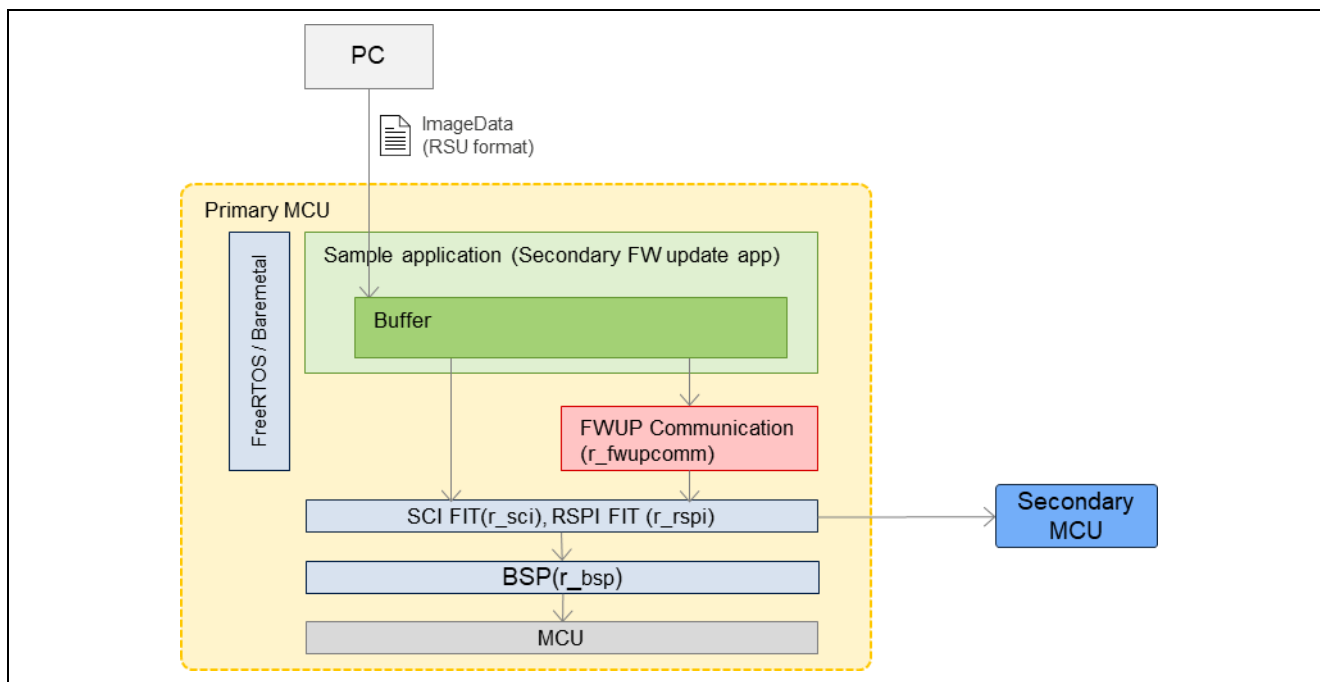 PC
ImageData
(RSU format)
Primary MCU
FreeRTOS / Baremetal
Sample application (Secondary FW update app)
Buffer
FWUP Communication
(r_fwupcomm)
SCI FIT(r_sci), RSPI FIT (r_rspi)
Secondary
MCU
BSP(r_bsp)
MCU